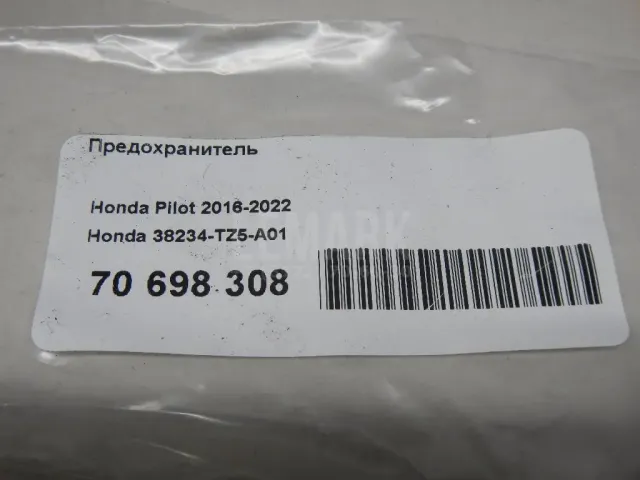 Предохранитель
Honda Pilot 2016-2022
Honda 38234-TZ5-A01
70 698 308